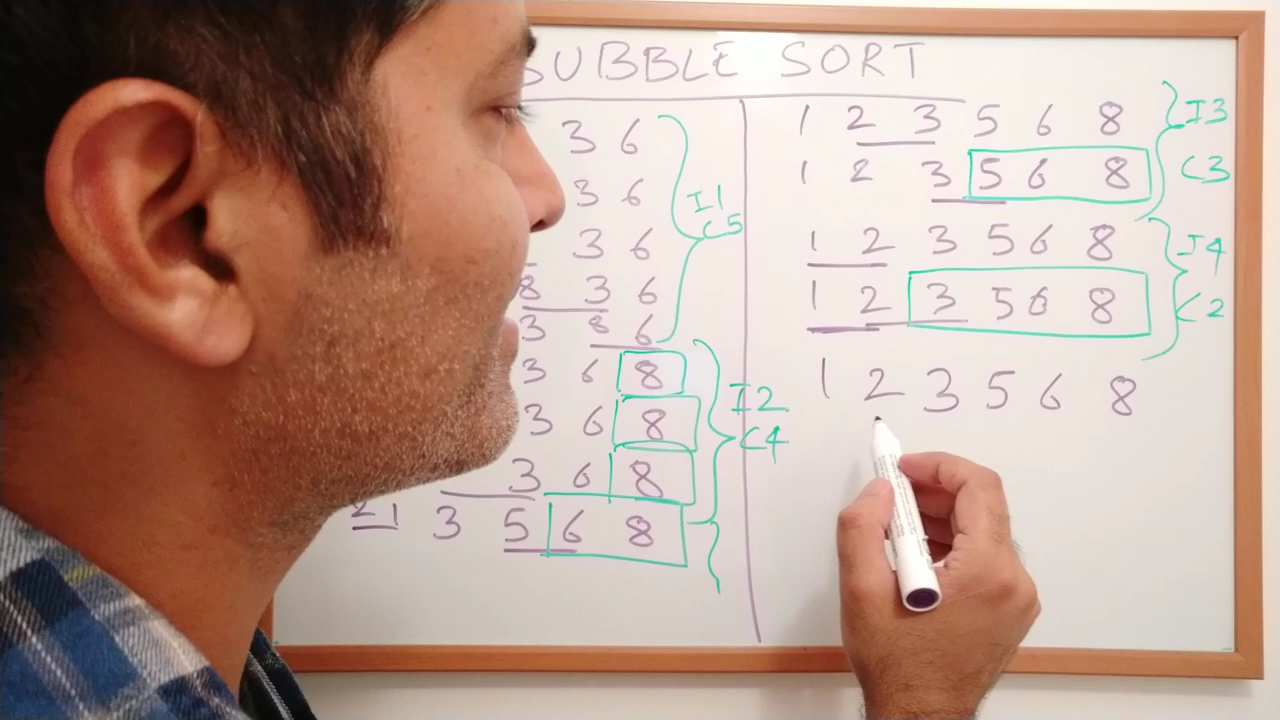 BUBBLE SORT
3 6
3 6
3 6
8 3 6
3 8 6
I1
C5
3 6 8
3 6 8
3 6 8
2 1 3 5 6 8
I2
C4
1 2 3 5 6 8
1 2 3 5 6 8
I3
C3
1 2 3 5 6 8
1 2 3 5 6 8
I4
C2
1 2 3 5 6 8